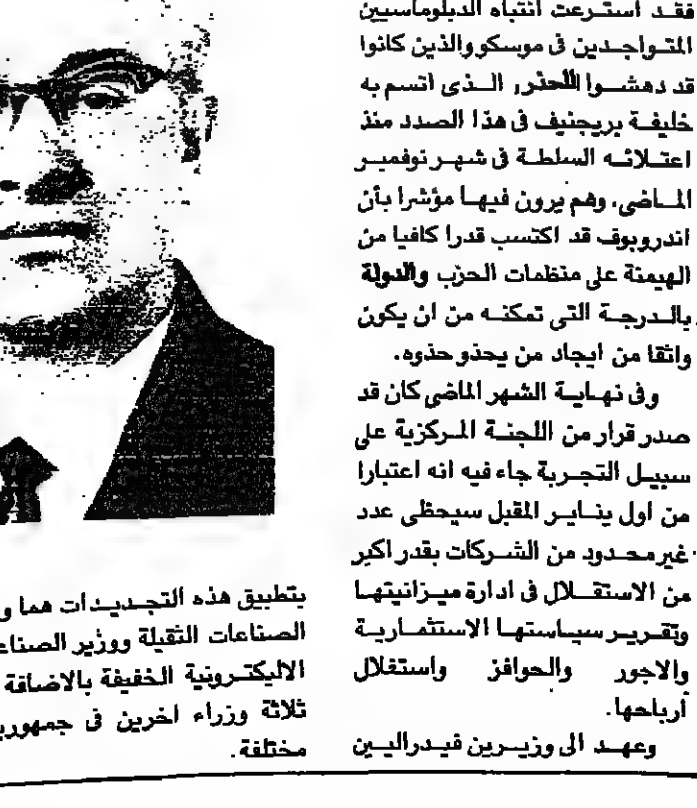 فقد استرعت انتباه الدبلوماسيين
المتواجدين فى موسكو والذين كانوا
قد دهشوا للحذر، الذى اتسم به
خليفة بريجنيف فى هذا الصدد منذ
اعتلائه السلطة فى شهر نوفمبر
الماضى، وهم يرون فيها مؤشرا بأن
اندروبوف قد اكتسب قدرا كافيا من
الهيمنة على منظمات الحزب والدولة
بالدرجة التى تمكنه من ان يكون
واثقا من ايجاد من يحذو حذوه.
وفى نهاية الشهر الماضى كان قد
صدر قرار من اللجنة المركزية على
سبيل التجربة جاء فيه انه اعتبارا
من اول يناير المقبل سيحظى عدد
غير محدود من الشركات بقدر اكبر
من الاستقلال فى ادارة ميزانيتها
وتقرير سياستها الاستثمارية
والاجور والحوافز واستغلال
أرباحها.
وعهد الى وزيرين فيدراليين
بتطبيق هذه التجديدات هما و
الصناعات الثقيلة ووزير الصناعا
الاليكترونية الخفيفة بالاضافة
ثلاثة وزراء اخرين فى جمهوري
مختلفة.